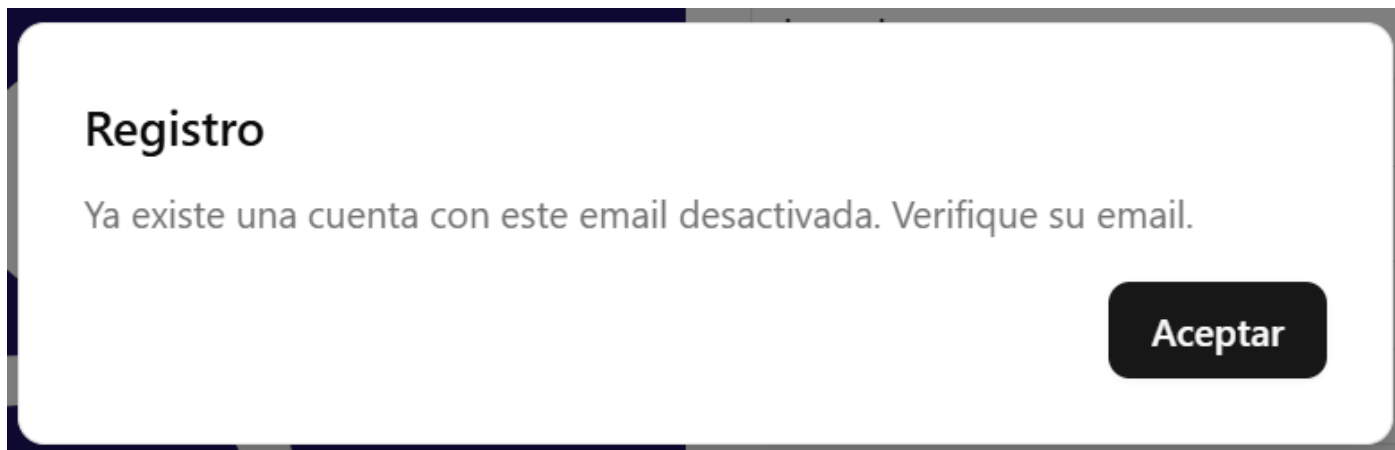 Registro
Ya existe una cuenta con este email desactivada. Verifique su email.
Aceptar